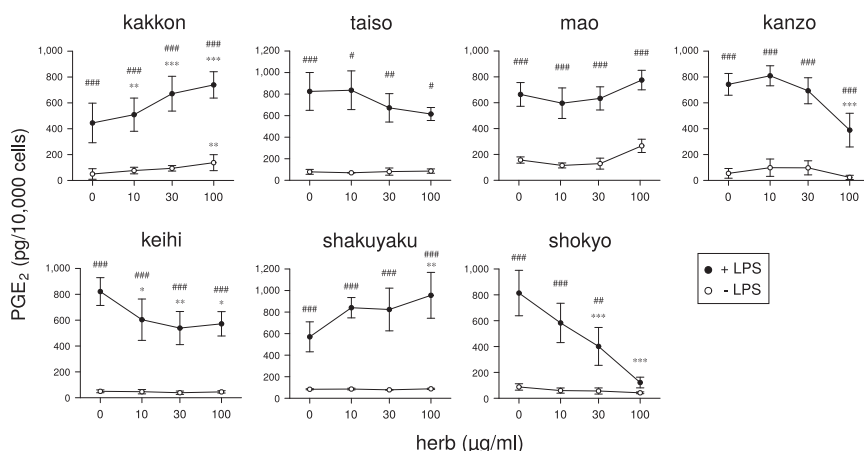 kakkon taiso mao kanzo
1,000 1,200 1,000 1,000
800 1,000 800 800
600 800 600 600
400 600 400 400
200 400 200 200
0 200 0 0
0
### ### ### ###
** *** ***
**
### # ## #
### ### ### ###
### ### ### ###
***
0 10 30 100 0 10 30 100 0 10 30 100 0 10 30 100
PGE2 (pg/10,000 cells)
keihi shakuyaku shokyo
1,000 1,200 1,000
800 1,000 800
600 800 600
400 600 400
200 400 200
0 200 0
0
### ### ### ###
* ** *
### ### ### ###
**
### ### ##
*** ***
+ LPS
- LPS
0 10 30 100 0 10 30 100 0 10 30 100
herb (μg/ml)